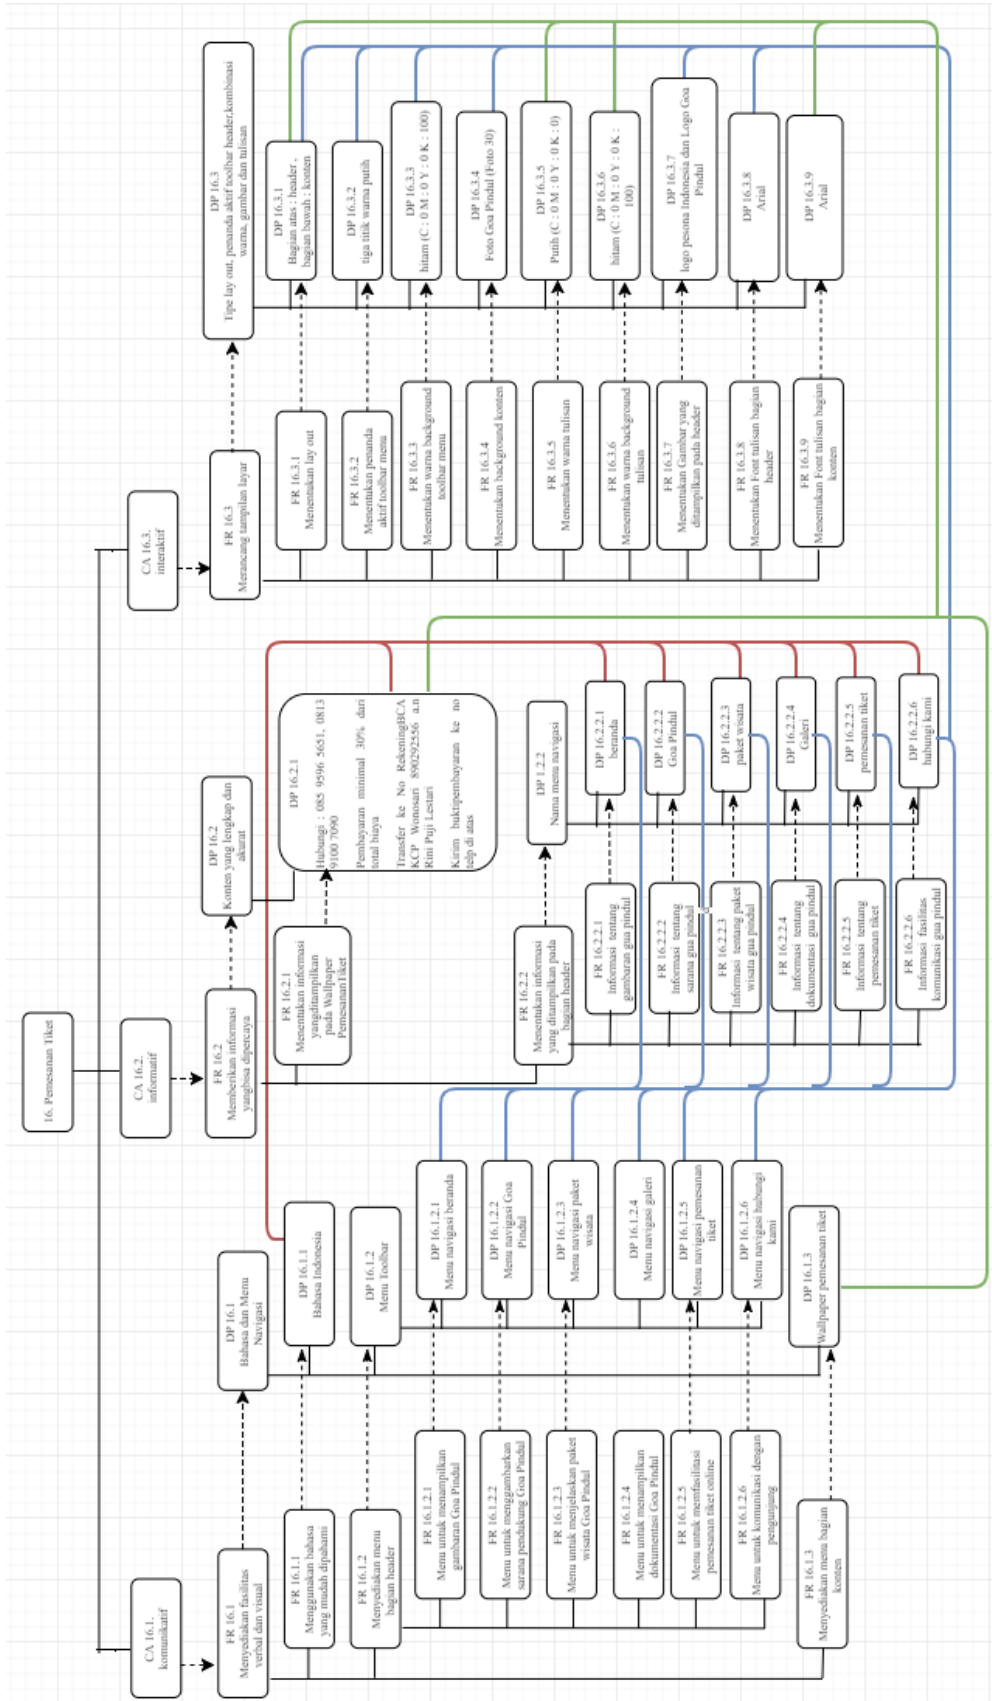 16. Pemesanan Tiket
CA 16.1.
komunikatif
CA 16.2.
informatif
CA 16.3.
interaktif
FR 16.1
Menyediakan fasilitas
verbal dan visual
DP 16.1
Bahasa dan Menu
Navigasi
FR 16.1.1
Menggunakan bahasa
yang mudah dipahami
DP 16.1.1
Bahasa Indonesia
FR 16.1.2
Menyediakan menu
bagian header
DP 16.1.2
Menu Toolbar
FR 16.1.2.1
Menu untuk menampilkan
gambaran Goa Pindul
DP 16.1.2.1
Menu navigasi beranda
FR 16.1.2.2
Menu untuk menggambarkan
sarana pendukung Goa Pindul
DP 16.1.2.2
Menu navigasi Goa
Pindul
FR 16.1.2.3
Menu untuk menjelaskan paket
wisata Goa Pindul
DP 16.1.2.3
Menu navigasi paket
wisata
FR 16.1.2.4
Menu untuk menampilkan
dokumentasi Goa Pindul
DP 16.1.2.4
Menu navigasi galeri
FR 16.1.2.5
Menu untuk memfasilitasi
pemesanan tiket online
DP 16.1.2.5
Menu navigasi pemesanan
tiket
FR 16.1.2.6
Menu untuk komunikasi dengan
pengunjung
DP 16.1.2.6
Menu navigasi hubungi
kami
FR 16.1.3
Menyediakan menu bagian
konten
DP 16.1.3
Wallpaper pemesanan tiket
FR 16.2
Memberikan informasi
yangbisa dipercaya
DP 16.2
Konten yang lengkap dan
akurat
FR 16.2.1
Menentukan informasi
yangditampilkan
pada Wallpaper
PemesananTiket
DP 16.2.1
Hubungi : 085 9596 5651, 0813
9100 7090
Pembayaran minimal 30% dari
total biaya
Transfer ke No RekeningBCA
KCP Wonosari 890292556 a.n
Rini Puji Lestari
Kirim buktipembayaran ke no
telp di atas
FR 16.2.2
Menentukan informasi
yang ditampilkan pada
bagian header
DP 1.2.2
Nama menu navigasi
FR 16.2.2.1
Informasi tentang
gambaran gua pindul
DP 16.2.2.1
beranda
FR 16.2.2.2
Informasi tentang
sarana gua pindul
d
DP 16.2.2.2
Goa Pindul
FR 16.2.2.3
Informasi tentang paket
wisata gua pindul
DP 16.2.2.3
paket wisata
FR 16.2.2.4
Informasi tentang
dokumentasi gua pindul
DP 16.2.2.4
Galeri
FR 16.2.2.5
Informasi tentang
pemesanan tiket
DP 16.2.2.5
pemesanan tiket
FR 16.2.2.6
Informasi fasilitas
komunikasi gua pindul
DP 16.2.2.6
hubungi kami
FR 16.3
Merancang tampilan layar
DP 16.3
Tipe lay out, penanda aktif toolbar header,kombinasi
warna, gambar dan tulisan
FR 16.3.1
Menentukan lay out
DP 16.3.1
Bagian atas : header ,
bagian bawah : konten
FR 16.3.2
Menentukan penanda
aktif toolbar menu
DP 16.3.2
tiga titik warna putih
FR 16.3.3
Menentukan warna background
toolbar menu
DP 16.3.3
hitam (C : 0 M : 0 Y : 0 K : 100)
FR 16.3.4
Menentukan background konten
DP 16.3.4
Foto Goa Pindul (Foto 30)
FR 16.3.5
Menentukan warna tulisan
DP 16.3.5
Putih (C : 0 M : 0 Y : 0 K : 0)
FR 16.3.6
Menentukan warna background
tulisan
DP 16.3.6
hitam (C : 0 M : 0 Y : 0 K :
100)
FR 16.3.7
Menentukan Gambar yang
ditampilkan pada header
DP 16.3.7
logo pesona Indonesia dan Logo Goa
Pindul
FR 16.3.8
Menentukan Font tulisan bagian
header
DP 16.3.8
Arial
FR 16.3.9
Menentukan Font tulisan bagian
konten
DP 16.3.9
Arial